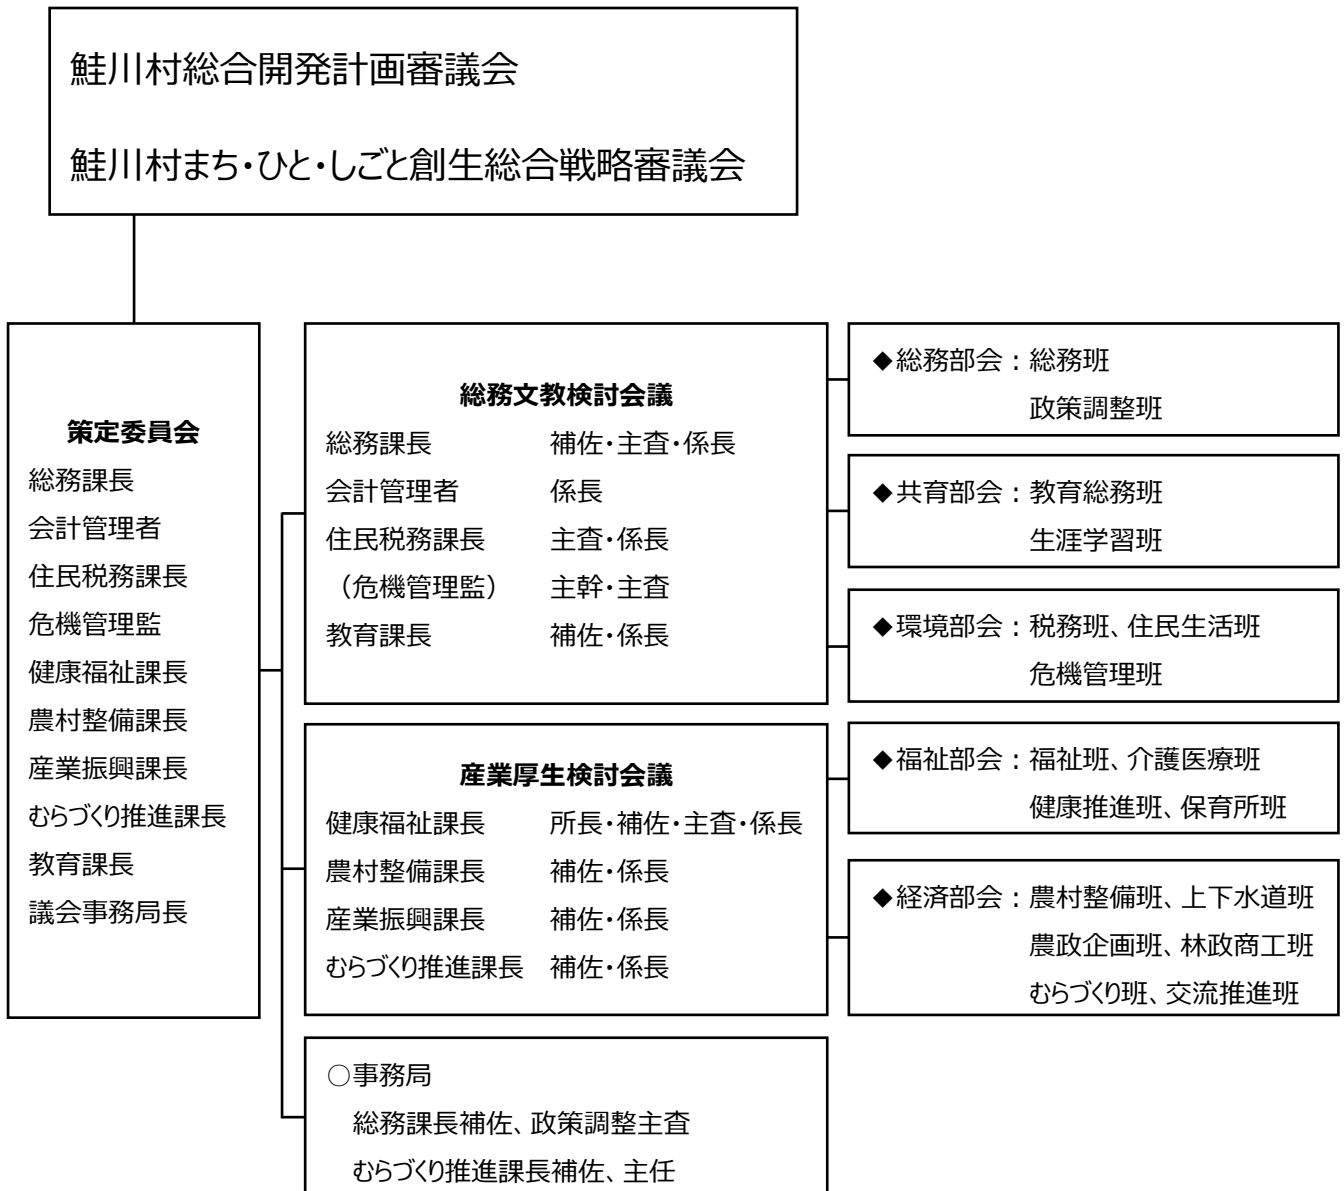 鮭川村総合開発計画審議会
鮭川村まち・ひと・しごと創生総合戦略審議会
策定委員会
総務課長
会計管理者
住民税務課長
危機管理監
健康福祉課長
農村整備課長
産業振興課長
むらづくり推進課長
教育課長
議会事務局長
総務文教検討会議
総務課長 補佐・主査・係長
会計管理者 係長
住民税務課長 主査・係長
（危機管理監） 主幹・主査
教育課長 補佐・係長
産業厚生検討会議
健康福祉課長 所長・補佐・主査・係長
農村整備課長 補佐・係長
産業振興課長 補佐・係長
むらづくり推進課長 補佐・係長
○事務局
総務課長補佐、政策調整主査
むらづくり推進課長補佐、主任
◆総務部会：総務班
政策調整班
◆共育部会：教育総務班
生涯学習班
◆環境部会：税務班、住民生活班
危機管理班
◆福祉部会：福祉班、介護医療班
健康推進班、保育所班
◆経済部会：農村整備班、上下水道班
農政企画班、林政商工班
むらづくり班、交流推進班